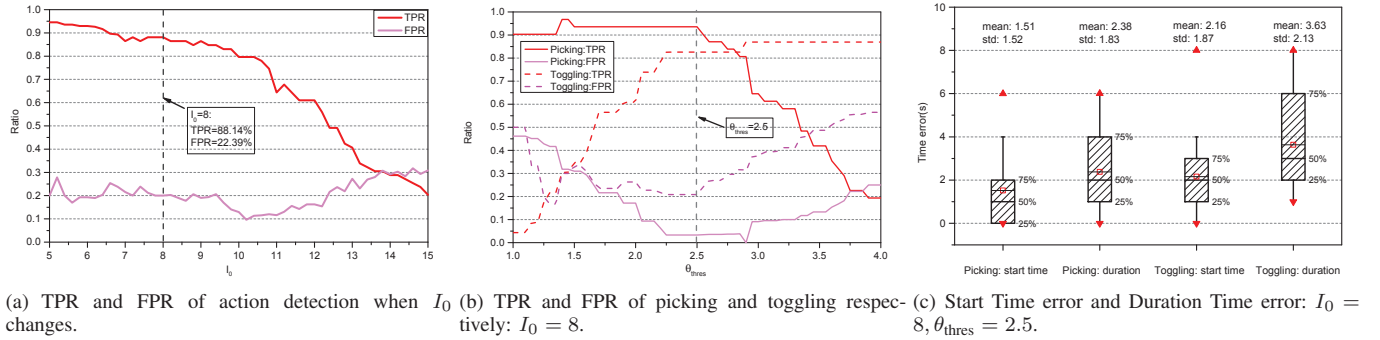 1.0
0.9
0.8
0.7
0.6
0.5
0.4
0.3
0.2
0.1
0.0
Ratio
TPR
FPR
I0=8:
TPR=88.14%
FPR=22.39%
5 6 7 8 9 10 11 12 13 14 15
I0
(a) TPR and FPR of action detection when I0
changes.
1.0
0.9
0.8
0.7
0.6
0.5
0.4
0.3
0.2
0.1
0.0
Ratio
Picking:TPR
Picking:FPR
Toggling:TPR
Toggling:FPR
θthres=2.5
1.0 1.5 2.0 2.5 3.0 3.5 4.0
θthres
(b) TPR and FPR of picking and toggling respec-
tively: I0 = 8.
10
8
6
4
2
0
Time error(s)
mean: 1.51
std: 1.52
mean: 2.38
std: 1.83
mean: 2.16
std: 1.87
mean: 3.63
std: 2.13
75%
50%
25%
75%
50%
25%
75%
50%
25%
75%
50%
25%
Picking: start time Picking: duration Toggling: start time Toggling: duration
(c) Start Time error and Duration Time error: I0 =
8, θthres = 2.5.